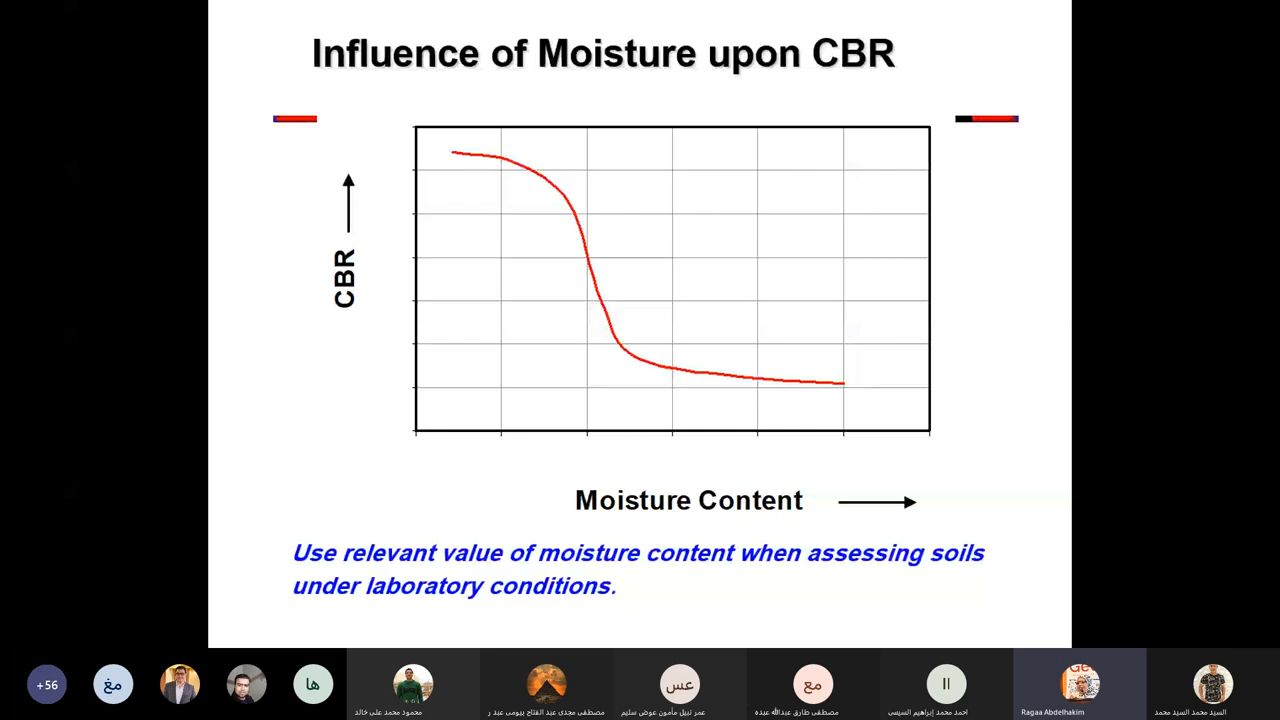 Influence of Moisture upon CBR
CBR
Moisture Content
Use relevant value of moisture content when assessing soils
under laboratory conditions.
+56
مغ
ها
عس
مع
اا
محمود محمد على خالد
مصطفى مجدى عبد الفتاح بيومى عبد ر
عمر نبيل مأمون عوض سليم
مصطفى طارق عبدالله عبده
احمد محمد إبراهيم السيسى
Ragaa Abdelhakim
السيد محمد السيد محمد